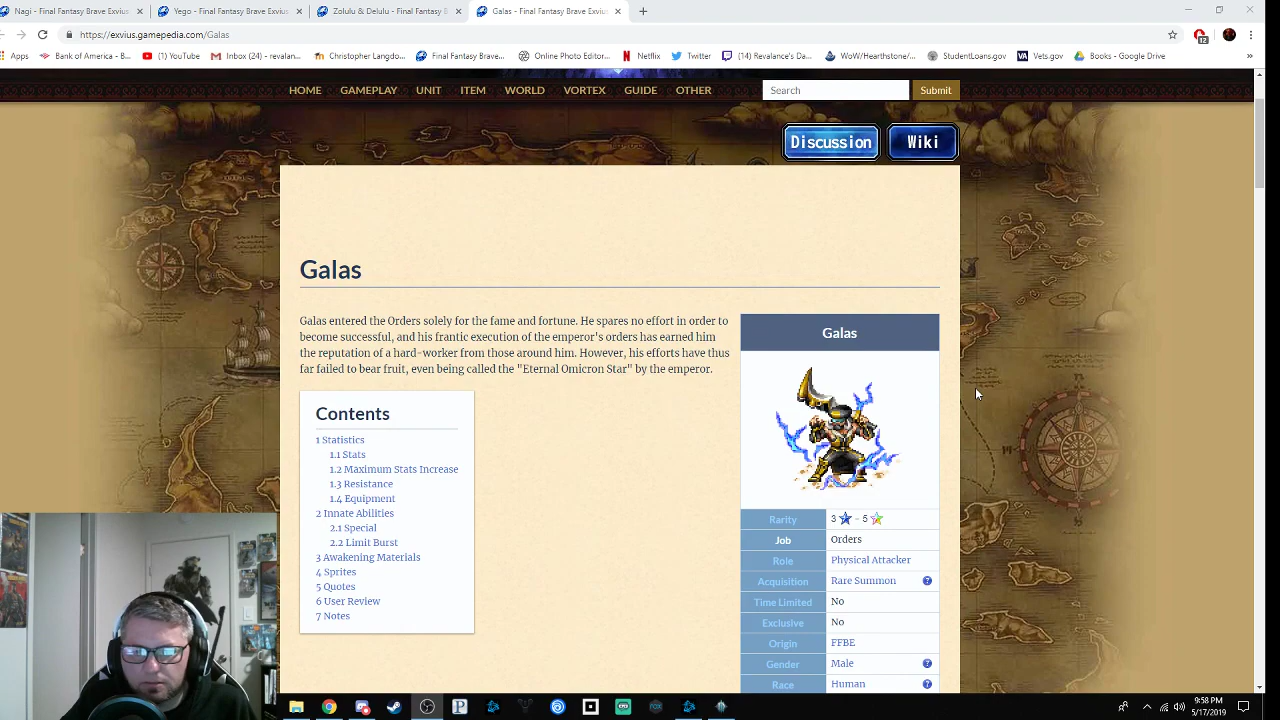 Nagi - Final Fantasy Brave Exvius
Yego - Final Fantasy Brave Exvius
Zolulu & Delulu - Final Fantasy B
Galas - Final Fantasy Brave Exvius
https://exvius.gamepedia.com/Galas
12
Apps
Bank of America - B...
(1) YouTube
Inbox (24) - revalan...
Christopher Langdo...
Final Fantasy Brave...
Online Photo Editor...
Netflix
Twitter
(14) Revalance's Da...
WoW/Hearthstone/...
StudentLoans.gov
VA Vets.gov
Books - Google Drive
HOME GAMEPLAY UNIT ITEM WORLD VORTEX GUIDE OTHER
Search Submit
Discussion Wiki
Galas
Galas entered the Orders solely for the fame and fortune. He spares no effort in order to
become successful, and his frantic execution of the emperor's orders has earned him
the reputation of a hard-worker from those around him. However, his efforts have thus
far failed to bear fruit, even being called the "Eternal Omicron Star" by the emperor.
Contents
1 Statistics
1.1 Stats
1.2 Maximum Stats Increase
1.3 Resistance
1.4 Equipment
2 Innate Abilities
2.1 Special
2.2 Limit Burst
3 Awakening Materials
4 Sprites
5 Quotes
6 User Review
7 Notes
Galas
Rarity 3 – 5
Job Orders
Role Physical Attacker
Acquisition Rare Summon ?
Time Limited No
Exclusive No
Origin FFBE
Gender Male ?
Race Human ?
9:58 PM
5/17/2019